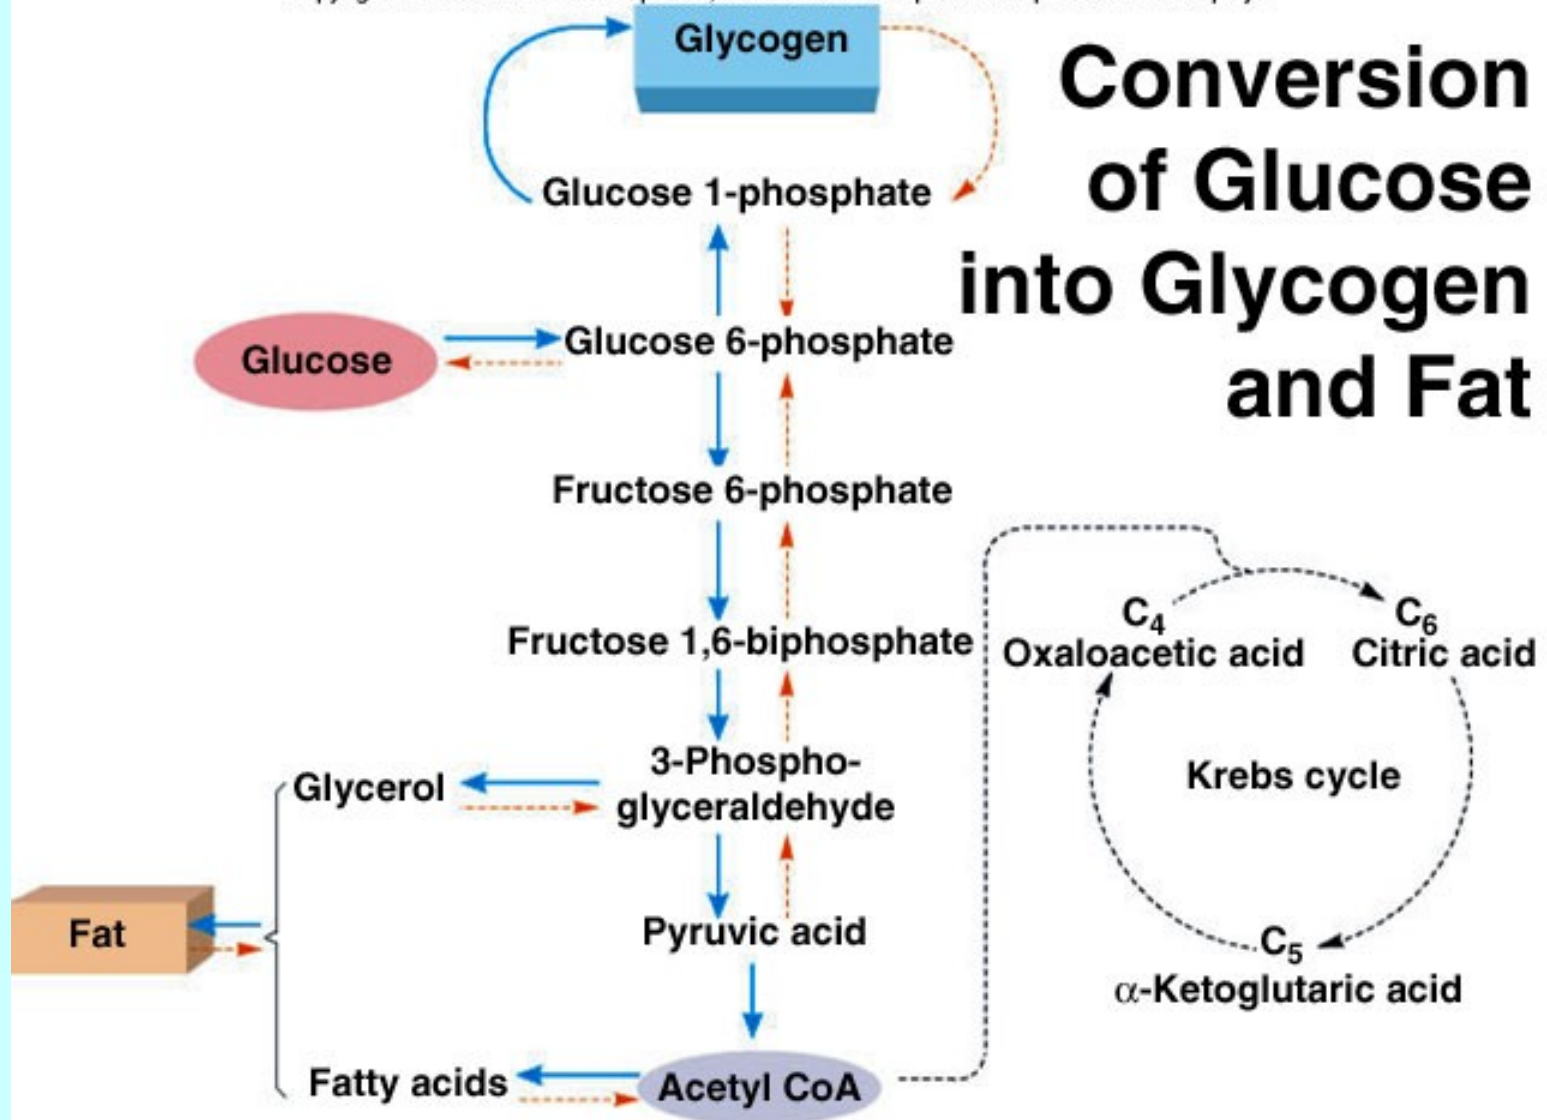 Glycogen
Conversion
of Glucose
into Glycogen
and Fat
Glucose 1-phosphate
Glucose
Glucose 6-phosphate
Fructose 6-phosphate
Fructose 1,6-biphosphate
C4
Oxaloacetic acid
C6
Citric acid
Krebs cycle
C5
α-Ketoglutaric acid
Glycerol
3-Phospho-
glyceraldehyde
Fat
Pyruvic acid
Fatty acids
Acetyl CoA